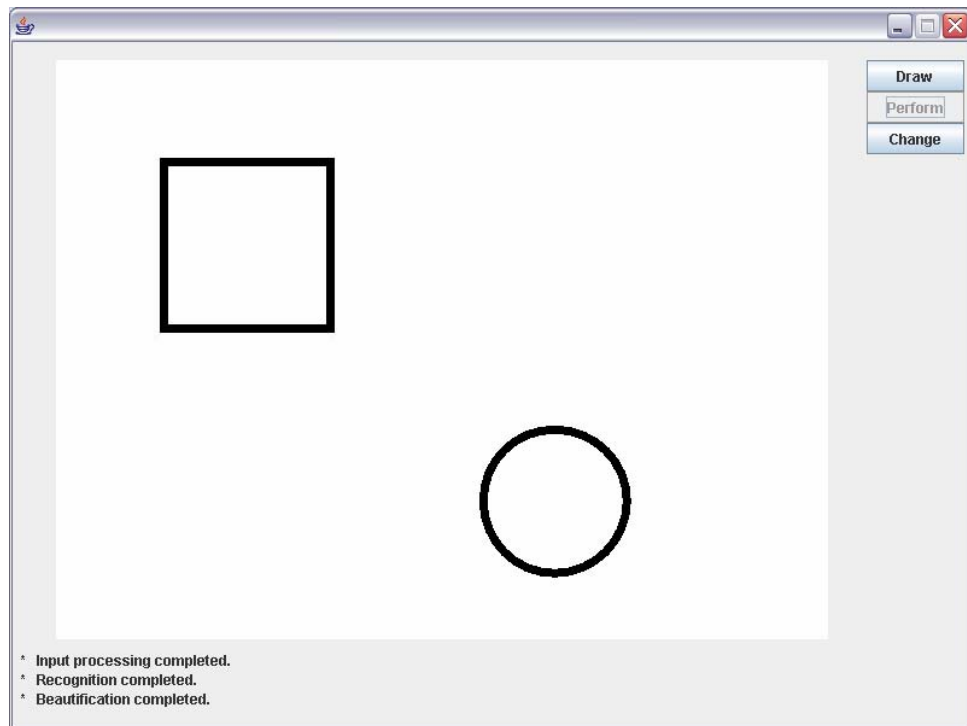 Draw
Perform
Change
* Input processing completed.
* Recognition completed.
* Beautification completed.